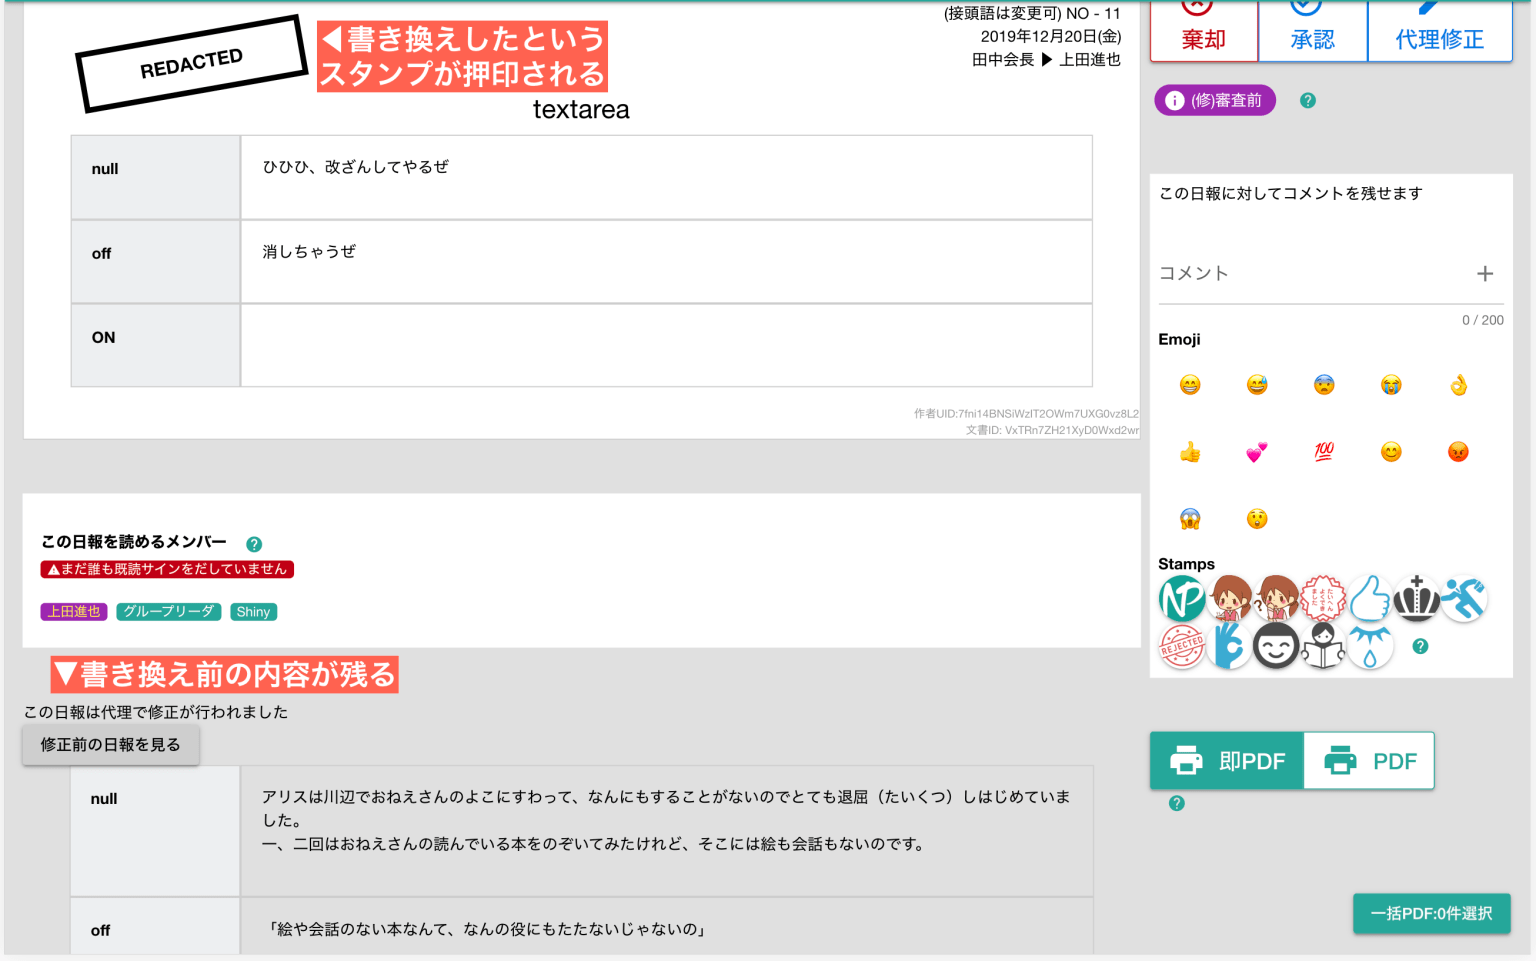 (接頭語は変更可) NO - 11
2019年12月20日(金)
田中会長 ▶ 上田進也
REDACTED
◀書き換えしたという
スタンプが押印される
textarea
null
ひひひ、改ざんしてやるぜ
off
消しちゃうぜ
ON
作者UID:7fni14BNSiWzIT2OWm7UXG0vz8L2
文書ID: VxTRn7ZH21XyD0Wxd2wr
この日報を読めるメンバー
まだ誰も既読サインをだしていません
上田進也 グループリーダ Shiny
▼書き換え前の内容が残る
この日報は代理で修正が行われました
修正前の日報を見る
null
アリスは川辺でおねえさんのよこにすわって、なんにもすることがないのでとても退屈（たいくつ）しはじめていま
した。
一、二回はおねえさんの読んでいる本をのぞいてみたけれど、そこには絵も会話もないのです。
off
「絵や会話のない本なんて、なんの役にもたたないじゃないの」
棄却 承認 代理修正
(修)審査前
この日報に対してコメントを残せます
コメント
0 / 200
Emoji
100
Stamps
NP
たいへん
よくでき
ました
REJECTED
即PDF PDF
一括PDF:0件選択